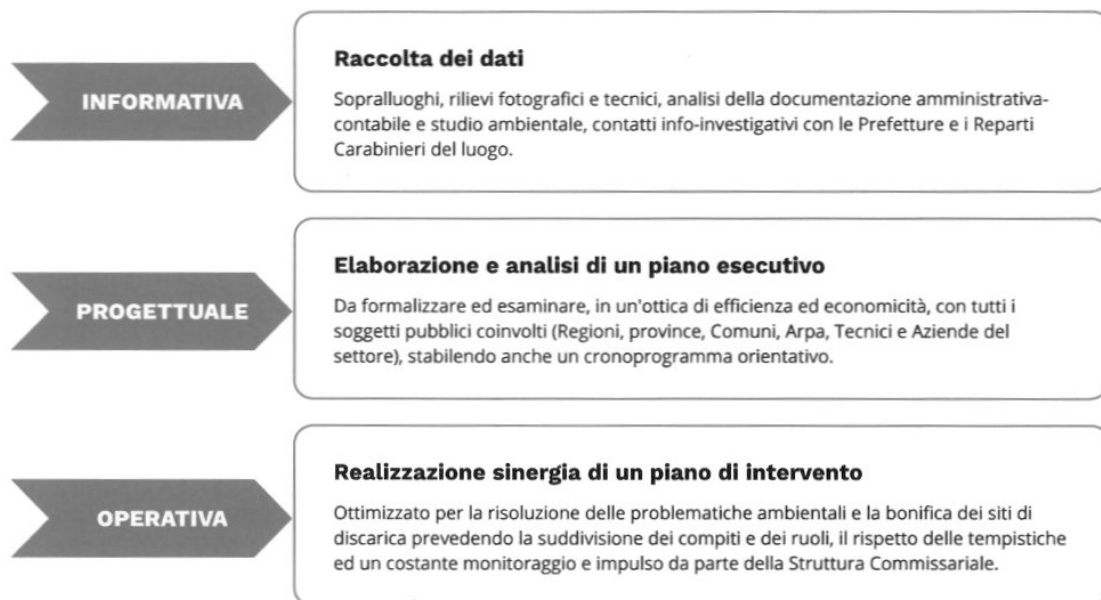 INFORMATIVA
Raccolta dei dati
Sopralluoghi, rilievi fotografici e tecnici, analisi della documentazione amministrativa-
contabile e studio ambientale, contatti info-investigativi con le Prefetture e i Reparti
Carabinieri del luogo.
PROGETTUALE
Elaborazione e analisi di un piano esecutivo
Da formalizzare ed esaminare, in un'ottica di efficienza ed economicità, con tutti i
soggetti pubblici coinvolti (Regioni, province, Comuni, Arpa, Tecnici e Aziende del
settore), stabilendo anche un cronoprogramma orientativo.
OPERATIVA
Realizzazione sinergia di un piano di intervento
Ottimizzato per la risoluzione delle problematiche ambientali e la bonifica dei siti di
discarica prevedendo la suddivisione dei compiti e dei ruoli, il rispetto delle tempistiche
ed un costante monitoraggio e impulso da parte della Struttura Commissariale.